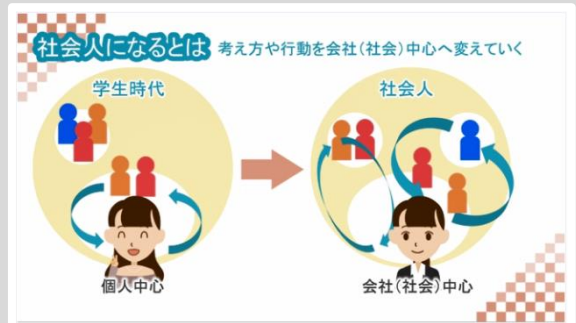 社会人になるとは 考え方や行動を会社(社会)中心へ変えていく
学生時代
社会人
個人中心
会社(社会)中心